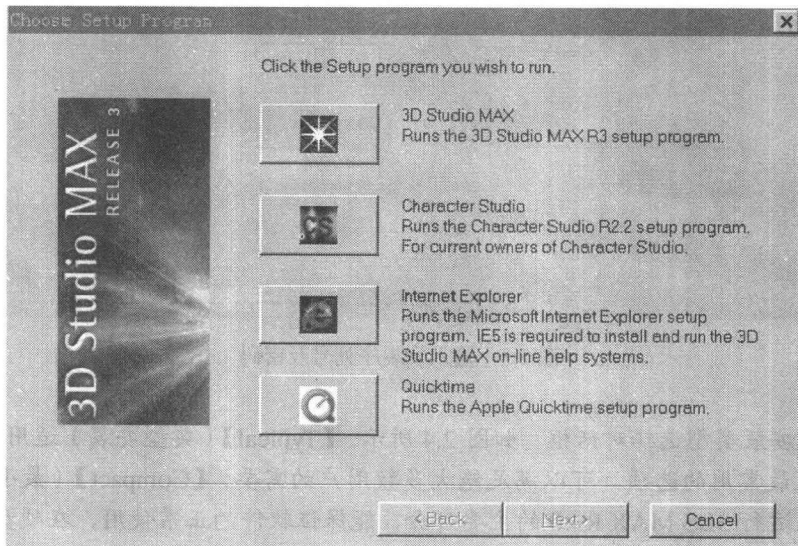 Choose Setup Program
Click the Setup program you wish to run.
3D Studio MAX
RELEASE 3
3D Studio MAX
Runs the 3D Studio MAX R3 setup program.
CS
Character Studio
Runs the Character Studio R2.2 setup program.
For current owners of Character Studio.
Internet Explorer
Runs the Microsoft Internet Explorer setup
program. IE5 is required to install and run the 3D
Studio MAX on-line help systems.
Quicktime
Runs the Apple Quicktime setup program.
< Back
Next >
Cancel